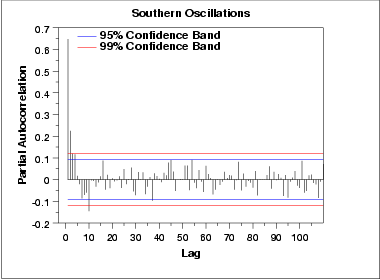 Southern Oscillations
95% Confidence Band
99% Confidence Band
Partial Autocorrelation
0.7
0.6
0.5
0.4
0.3
0.2
0.1
0
-0.1
-0.2
0 10 20 30 40 50 60 70 80 90 100
Lag